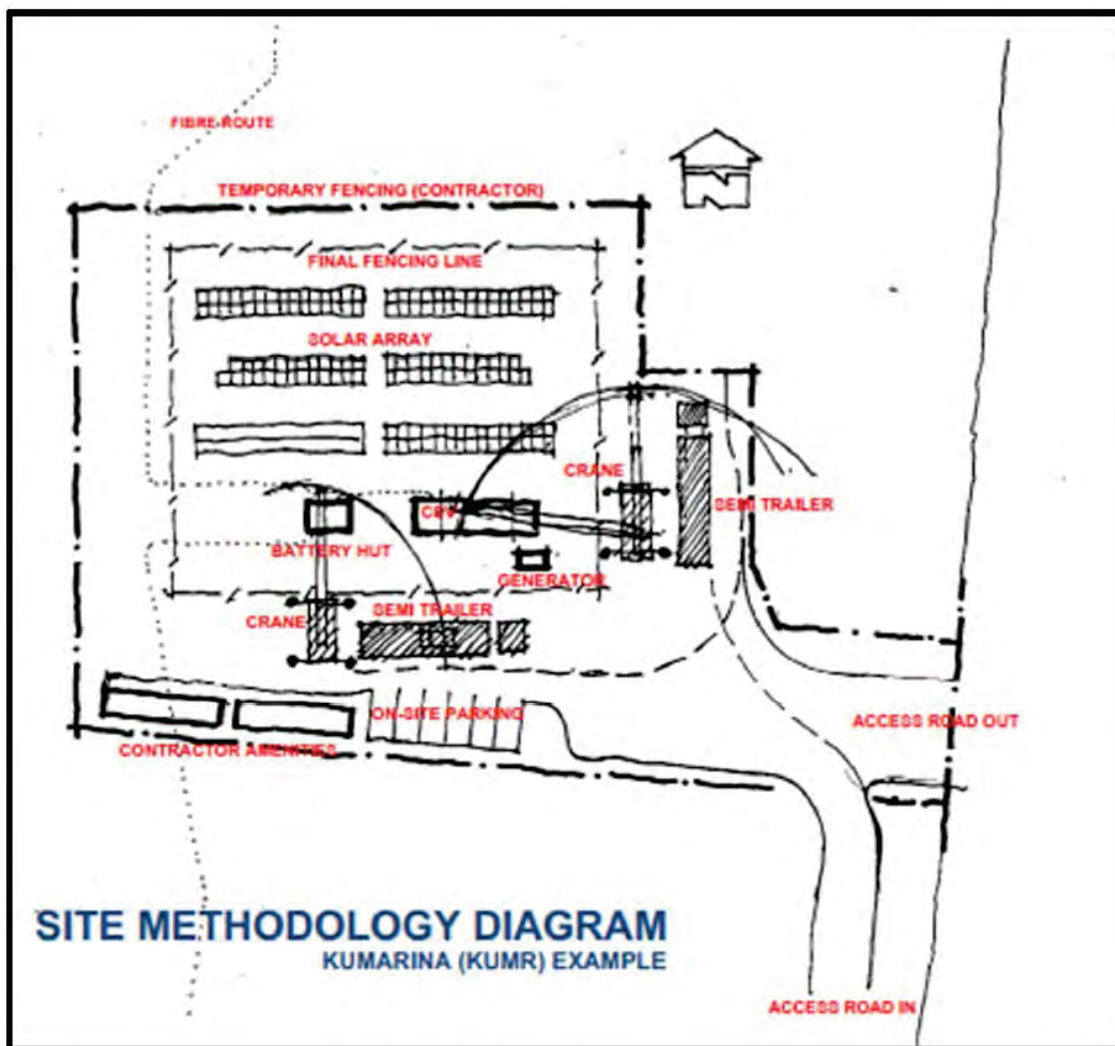 FIBRE ROUTE
TEMPORARY FENCING (CONTRACTOR)
FINAL FENCING LINE
SOLAR ARRAY
CRANE
SEMI TRAILER
CEV
BATTERY HUT
GENERATOR
SEMI TRAILER
CRANE
ON-SITE PARKING
ACCESS ROAD OUT
CONTRACTOR AMENITIES
SITE METHODOLOGY DIAGRAM
KUMARINA (KUMR) EXAMPLE
ACCESS ROAD IN